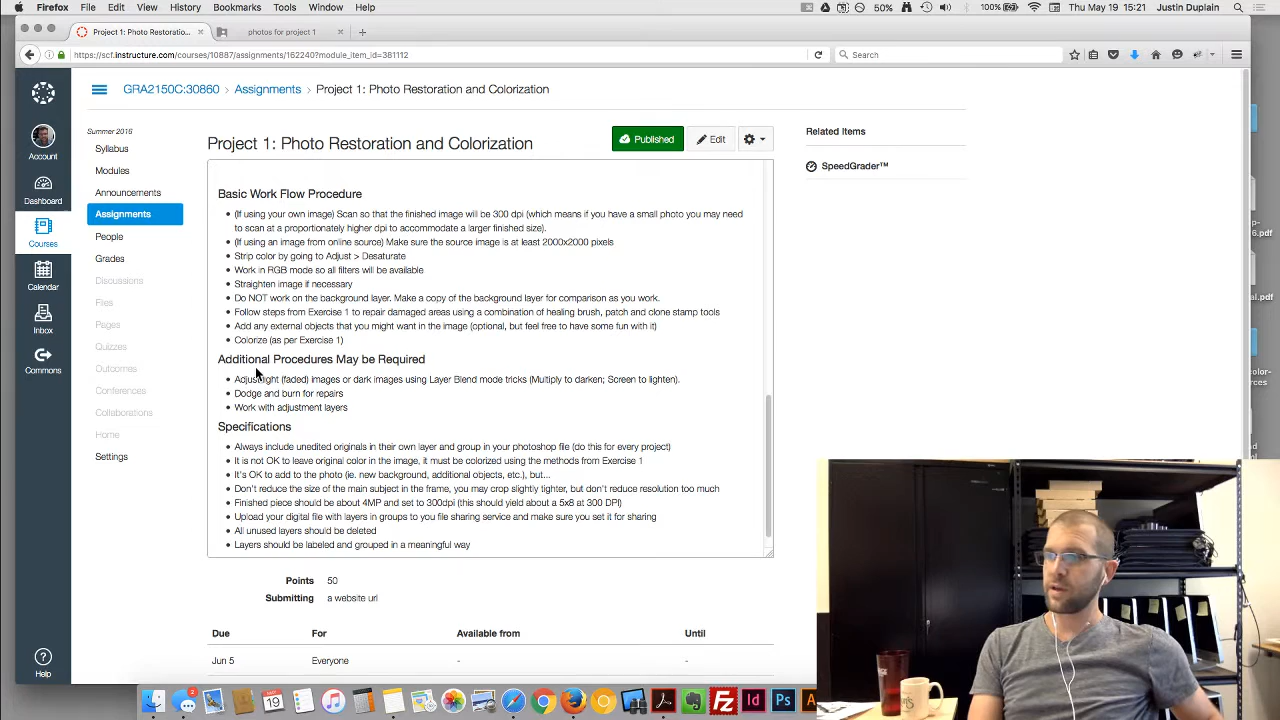 Firefox File Edit View History Bookmarks Tools Window Help 50% 100% Thu May 19 15:21 Justin Duplain
Project 1: Photo Restoratio... photos for project 1
https://scf.instructure.com/courses/10887/assignments/162240?module_item_id=381112 Search
GRA2150C:30860 > Assignments > Project 1: Photo Restoration and Colorization
Account
Dashboard
Courses
Calendar
Inbox
Commons
Help
Summer 2016
Syllabus
Modules
Announcements
Assignments
People
Grades
Discussions
Files
Pages
Quizzes
Outcomes
Conferences
Collaborations
Home
Settings
Project 1: Photo Restoration and Colorization
Published Edit
Related Items
SpeedGrader™
Basic Work Flow Procedure
(If using your own image) Scan so that the finished image will be 300 dpi (which means if you have a small photo you may need
to scan at a proportionately higher dpi to accommodate a larger finished size).
(If using an image from online source) Make sure the source image is at least 2000x2000 pixels
Strip color by going to Adjust > Desaturate
Work in RGB mode so all filters will be available
Straighten image if necessary
Do NOT work on the background layer. Make a copy of the background layer for comparison as you work.
Follow steps from Exercise 1 to repair damaged areas using a combination of healing brush, patch and clone stamp tools
Add any external objects that you might want in the image (optional, but feel free to have some fun with it)
Colorize (as per Exercise 1)
Additional Procedures May be Required
Adjust light (faded) images or dark images using Layer Blend mode tricks (Multiply to darken; Screen to lighten).
Dodge and burn for repairs
Work with adjustment layers
Specifications
Always include unedited originals in their own layer and group in your photoshop file (do this for every project)
It is not OK to leave original color in the image, it must be colorized using the methods from Exercise 1
It's OK to add to the photo (ie. new background, additional objects, etc.), but...
Don't reduce the size of the main subject in the frame, you may crop slightly tighter, but don't reduce resolution too much
Finished piece should be about 4MP and set to 300dpi (this should yield about a 5x8 at 300 DPI)
Upload your digital file with layers in groups to you file sharing service and make sure you set it for sharing
All unused layers should be deleted
Layers should be labeled and grouped in a meaningful way
Points 50
Submitting a website url
Due For Available from Until
Jun 5 Everyone - -
19 2 Fz Id Ps